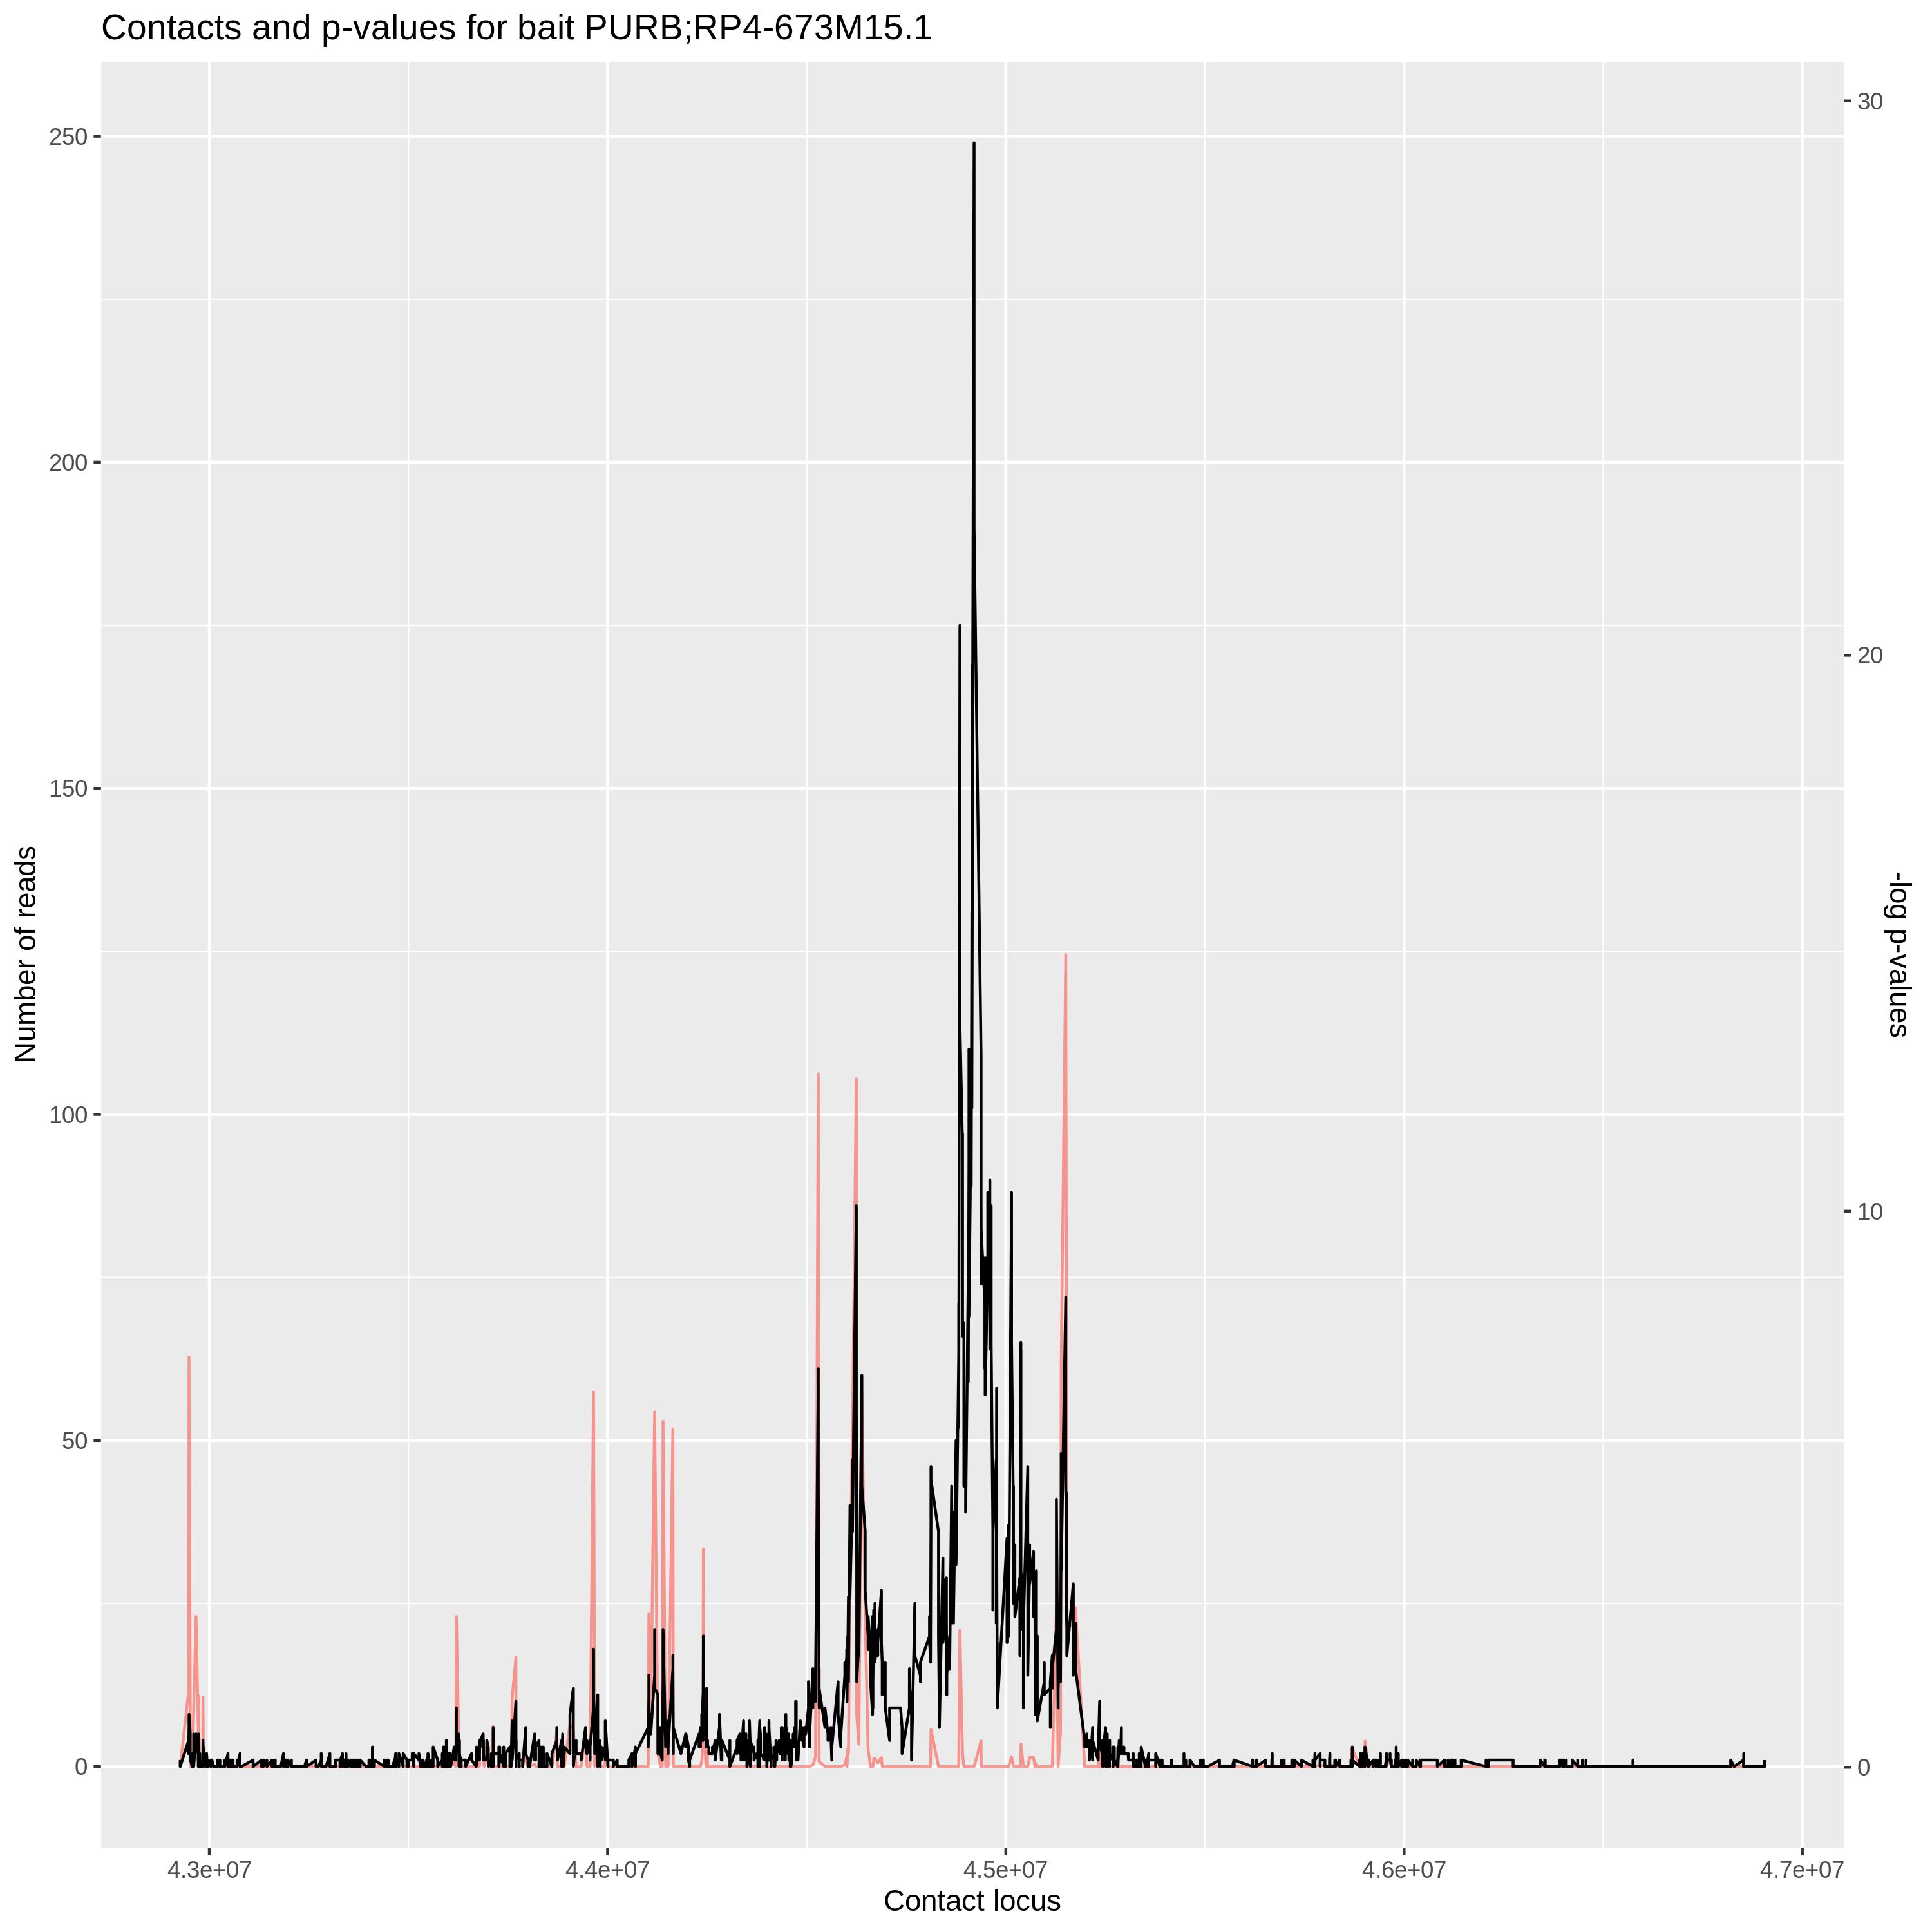 Contacts and p-values for bait PURB;RP4-673M15.1
250
200
150
100
50
0
30
20
10
0
Number of reads
-log p-values
4.3e+07
4.4e+07
4.5e+07
4.6e+07
4.7e+07
Contact locus